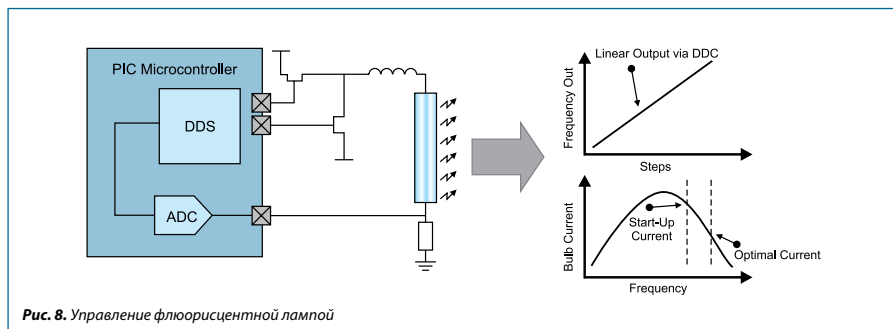 PIC Microcontroller
DDS
ADC
Linear Output via DDC
Frequency Out
Steps
Bulb Current
Start-Up
Current
Optimal Current
Frequency
Рис. 8. Управление флюорисцентной лампой